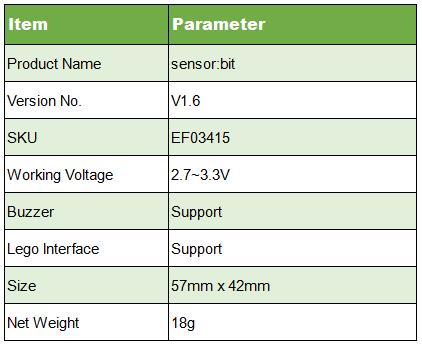 Item Parameter
Product Name sensor:bit
Version No. V1.6
SKU EF03415
Working Voltage 2.7~3.3V
Buzzer Support
Lego Interface Support
Size 57mm x 42mm
Net Weight 18g